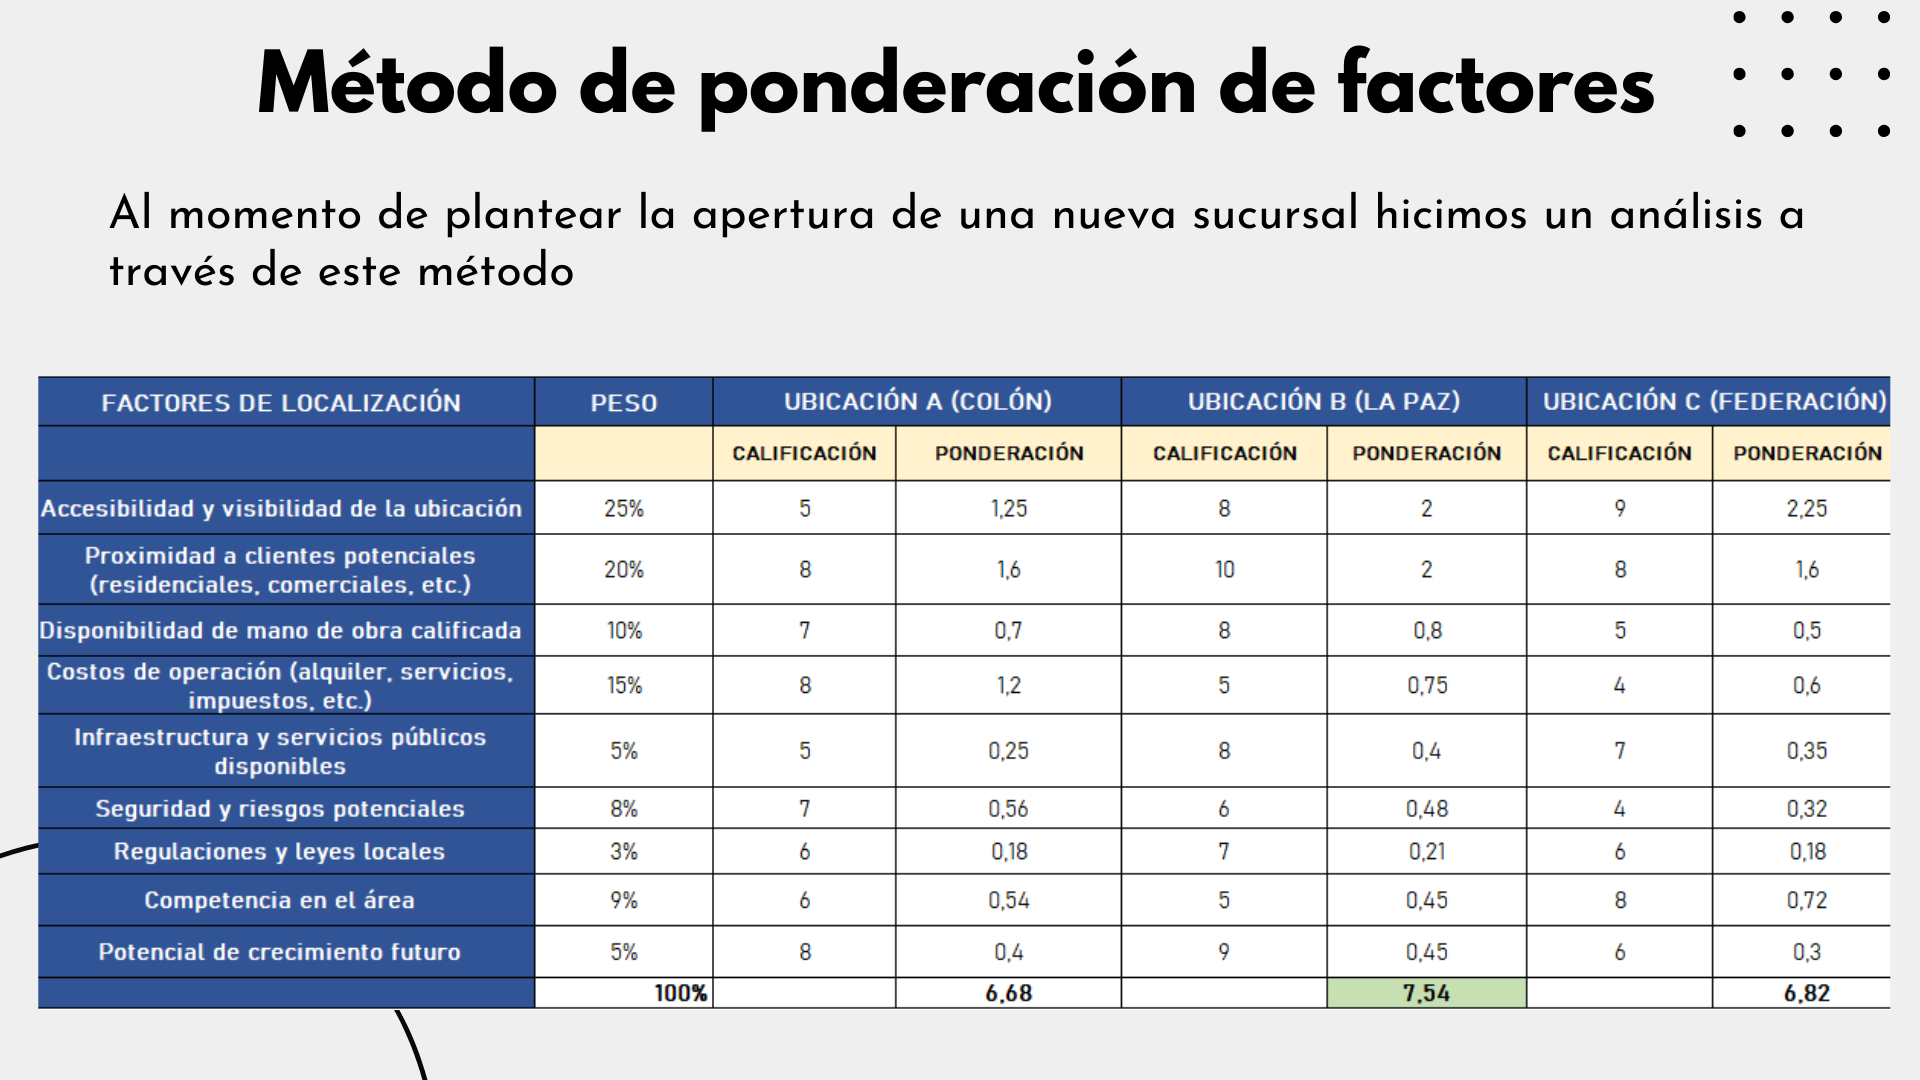 Método de ponderación de factores
Al momento de plantear la apertura de una nueva sucursal hicimos un análisis a
través de este método
FACTORES DE LOCALIZACIÓN PESO UBICACIÓN A (COLÓN) UBICACIÓN B (LA PAZ) UBICACIÓN C (FEDERACIÓN)
CALIFICACIÓN PONDERACIÓN CALIFICACIÓN PONDERACIÓN CALIFICACIÓN PONDERACIÓN
Accesibilidad y visibilidad de la ubicación 25% 5 1,25 8 2 9 2,25
Proximidad a clientes potenciales
(residenciales, comerciales, etc.) 20% 8 1,6 10 2 8 1,6
Disponibilidad de mano de obra calificada 10% 7 0,7 8 0,8 5 0,5
Costos de operación (alquiler, servicios,
impuestos, etc.) 15% 8 1,2 5 0,75 4 0,6
Infraestructura y servicios públicos
disponibles 5% 5 0,25 8 0,4 7 0,35
Seguridad y riesgos potenciales 8% 7 0,56 6 0,48 4 0,32
Regulaciones y leyes locales 3% 6 0,18 7 0,21 6 0,18
Competencia en el área 9% 6 0,54 5 0,45 8 0,72
Potencial de crecimiento futuro 5% 8 0,4 9 0,45 6 0,3
100% 6,68 7,54 6,82